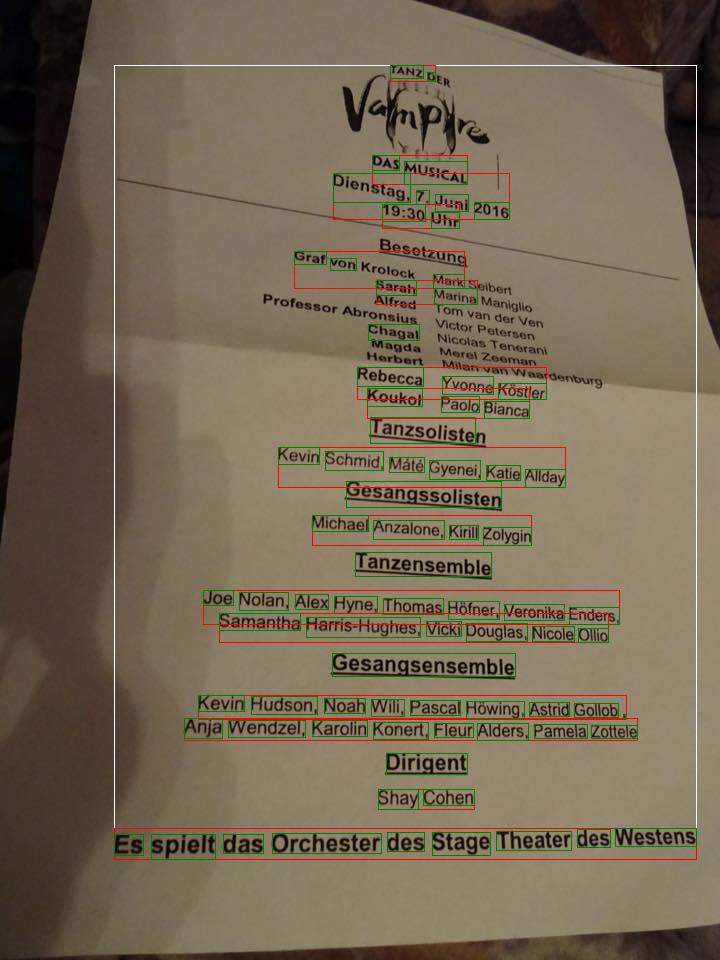 TANZ DER
Vampire
DAS MUSICAL
Dienstag, 7. Juni 2016
19:30 Uhr
Besetzung
Graf von Krolock Mark Seibert
Sarah Marina Maniglio
Alfred Tom van der Ven
Professor Abronsius Victor Petersen
Chagal Nicolas Tenerani
Magda Merel Zeeman
Herbert Milan van Waardenburg
Rebecca Yvonne Köstler
Koukol Paolo Bianca
Tanzsolisten
Kevin Schmid, Máté Gyenei, Katie Allday
Gesangssolisten
Michael Anzalone, Kirill Zolygin
Tanzensemble
Joe Nolan, Alex Hyne, Thomas Höfner, Veronika Enders,
Samantha Harris-Hughes, Vicki Douglas, Nicole Ollio
Gesangsensemble
Kevin Hudson, Noah Wili, Pascal Höwing, Astrid Gollob ,
Anja Wendzel, Karolin Konert, Fleur Alders, Pamela Zottele
Dirigent
Shay Cohen
Es spielt das Orchester des Stage Theater des Westens